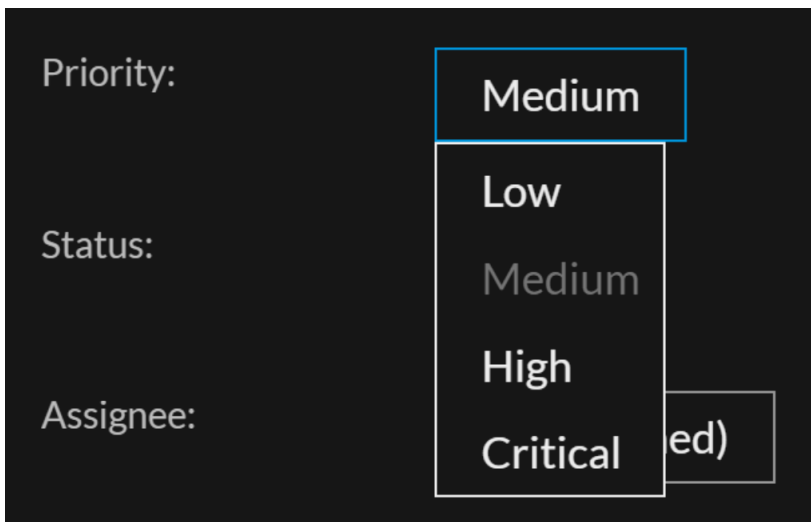 Priority:
Medium
Low
Status:
Medium
High
Assignee:
ed)
Critical